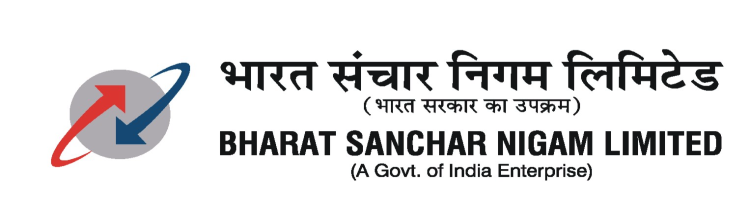 भारत संचार निगम लिमिटेड
(भारत सरकार का उपक्रम)
BHARAT SANCHAR NIGAM LIMITED
(A Govt. of India Enterprise)